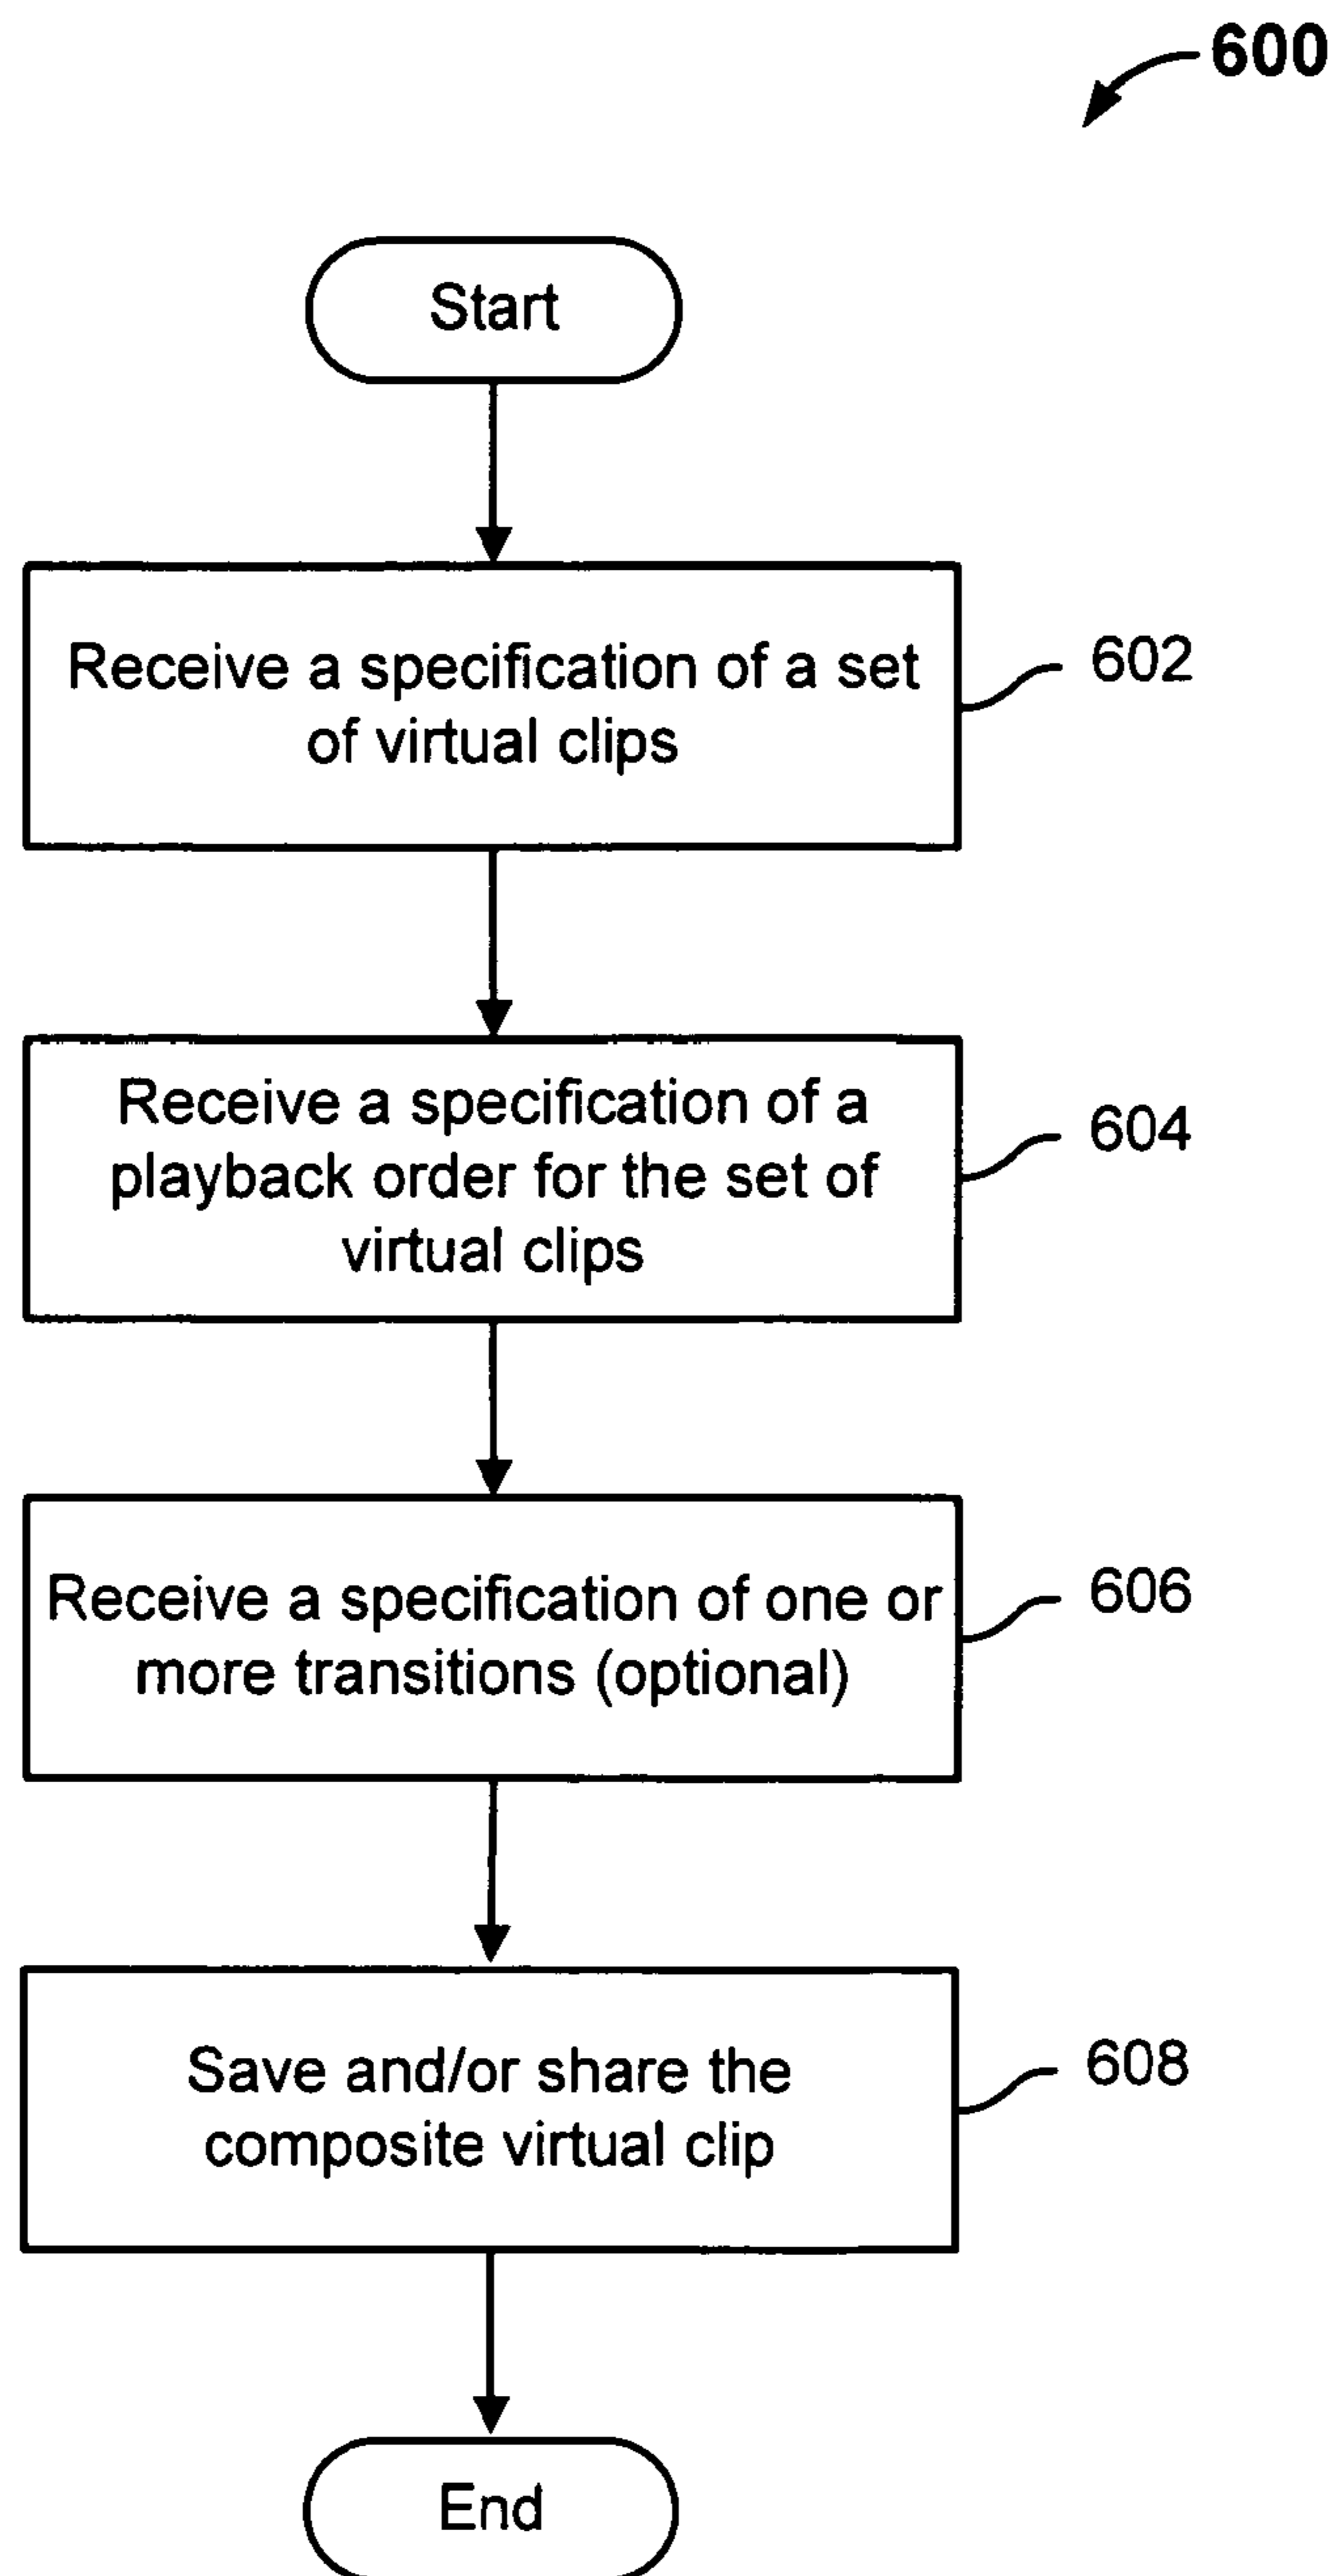 600
Start
Receive a specification of a set
of virtual clips
602
Receive a specification of a
playback order for the set of
virtual clips
604
Receive a specification of one or
more transitions (optional)
606
Save and/or share the
composite virtual clip
608
End